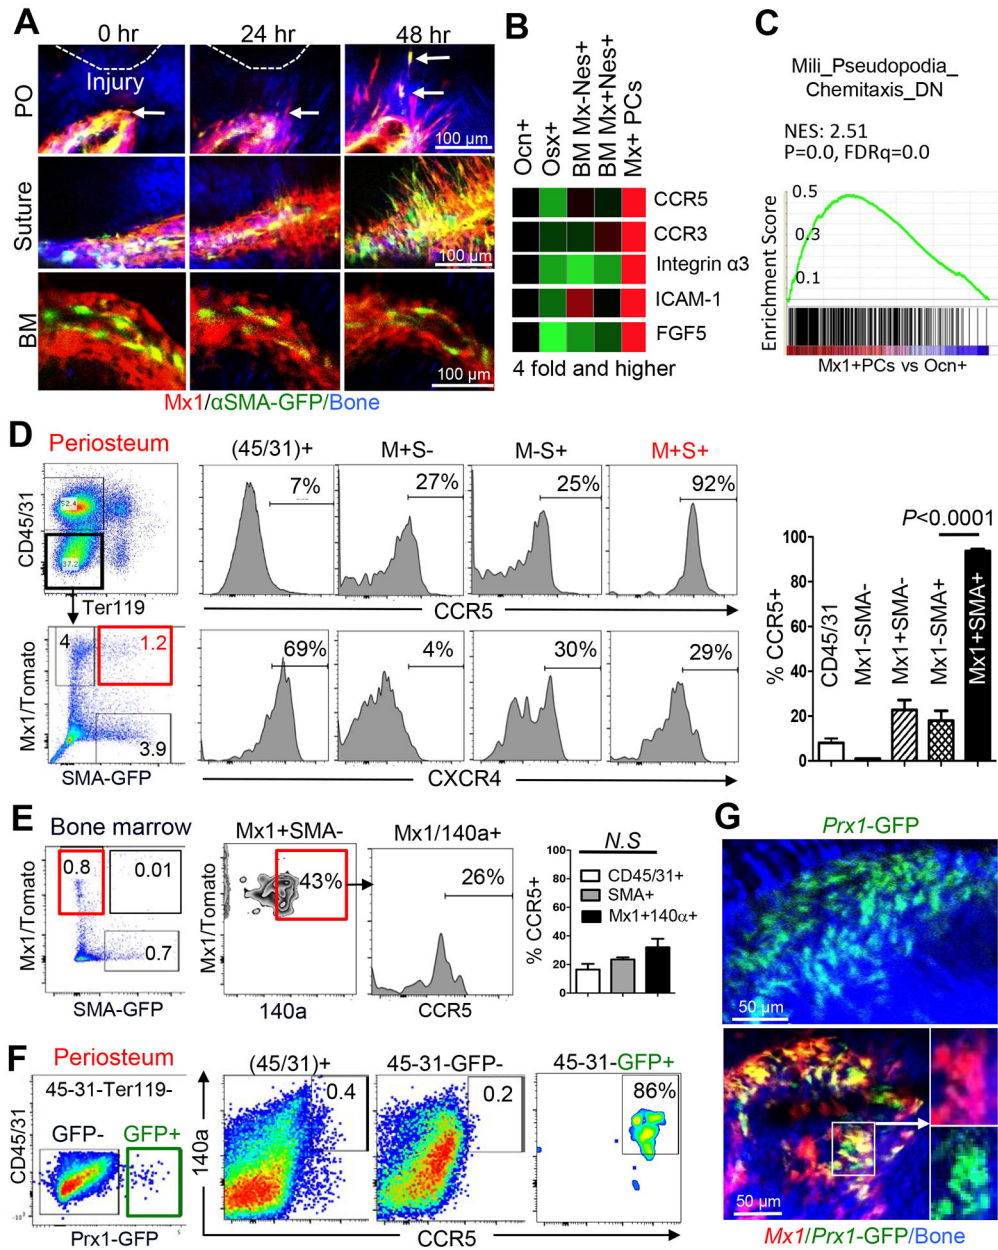 A
0 hr
24 hr
48 hr
PO
Injury
100 µm
Suture
100 µm
BM
100 µm
Mx1/αSMA-GFP/Bone
B
Ocn+
Osx+
BM Mx-Nes+
BM Mx+Nes+
Mx+ PCs
CCR5
CCR3
Integrin α3
ICAM-1
FGF5
4 fold and higher
C
Mili_Pseudopodia_
Chemitaxis_DN
NES: 2.51
P=0.0, FDRq=0.0
Enrichment Score
0.5
0.3
0.1
Mx1+PCs vs Ocn+
D
Periosteum
CD45/31
52.4
37.2
Ter119
Mx1/Tomato
4
1.2
3.9
SMA-GFP
(45/31)+
M+S-
M-S+
M+S+
7%
27%
25%
92%
CCR5
69%
4%
30%
29%
CXCR4
P<0.0001
% CCR5+
100
80
60
40
20
0
CD45/31
Mx1-SMA-
Mx1+SMA-
Mx1-SMA+
Mx1+SMA+
E
Bone marrow
Mx1/Tomato
0.8
0.01
0.7
SMA-GFP
Mx1+SMA-
Mx1/Tomato
43%
140a
Mx1/140a+
26%
CCR5
N.S
% CCR5+
100
80
60
40
20
0
CD45/31+
SMA+
Mx1+140α+
F
Periosteum
45-31-Ter119-
CD45/31
GFP-
GFP+
Prx1-GFP
140a
(45/31)+
0.4
45-31-GFP-
0.2
45-31-GFP+
86%
CCR5
G
Prx1-GFP
50 µm
50 µm
Mx1/Prx1-GFP/Bone